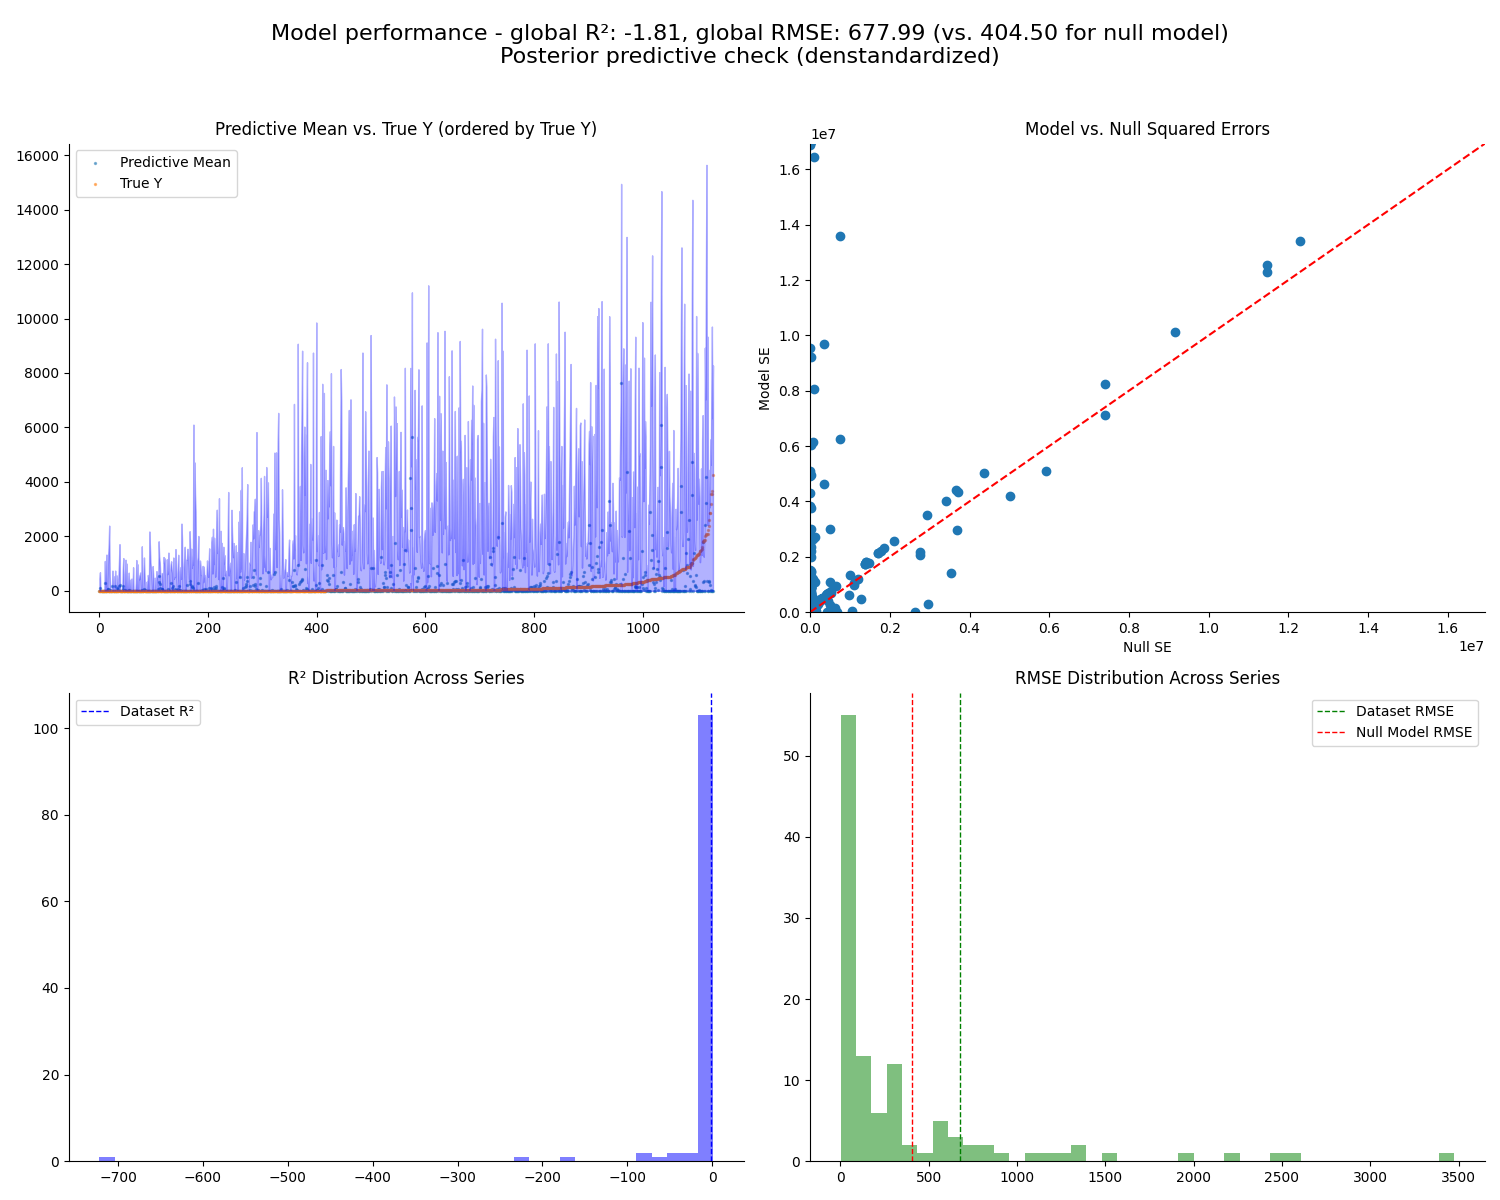 Model performance - global R²: -1.81, global RMSE: 677.99 (vs. 404.50 for null model)
Posterior predictive check (denstandardized)
Predictive Mean vs. True Y (ordered by True Y)
Predictive Mean
True Y
16000
14000
12000
10000
8000
6000
4000
2000
0
0 200 400 600 800 1000
Model vs. Null Squared Errors
1e7
Model SE
1.6
1.4
1.2
1.0
0.8
0.6
0.4
0.2
0.0
0.0 0.2 0.4 0.6 0.8 1.0 1.2 1.4 1.6
1e7
Null SE
R² Distribution Across Series
Dataset R²
100
80
60
40
20
0
−700 −600 −500 −400 −300 −200 −100 0
RMSE Distribution Across Series
Dataset RMSE
Null Model RMSE
50
40
30
20
10
0
0 500 1000 1500 2000 2500 3000 3500